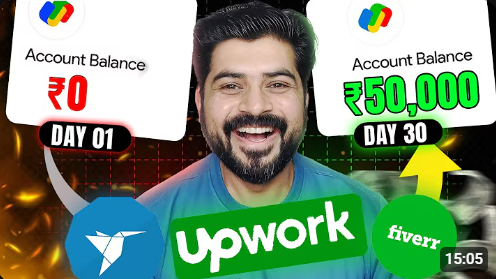 Account Balance
₹0
DAY 01
Account Balance
₹50,000
DAY 30
upwork
fiverr
15:05